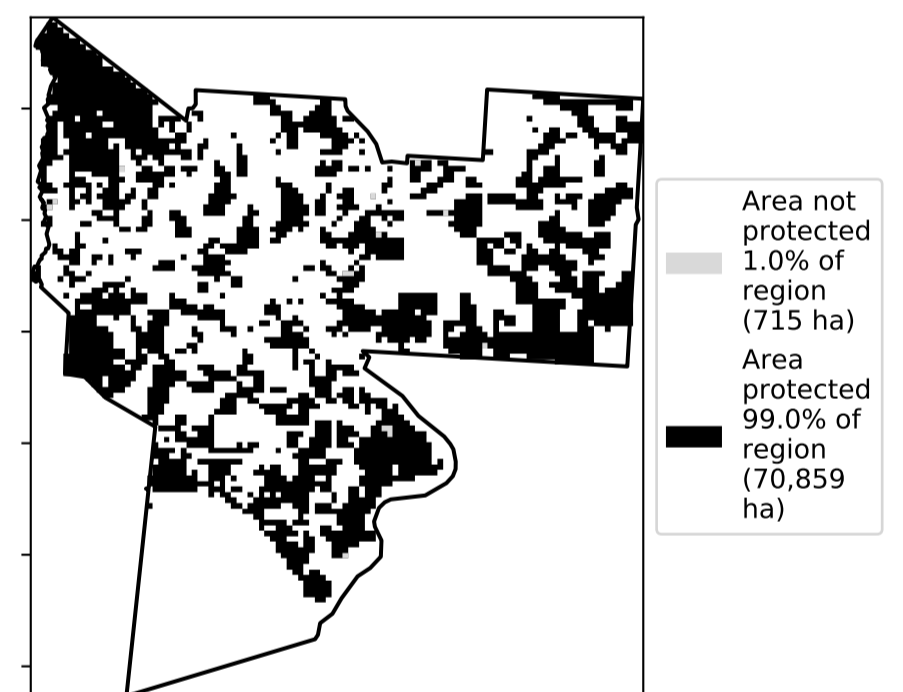 Area not
protected
1.0% of
region
(715 ha)
Area
protected
99.0% of
region
(70,859
ha)